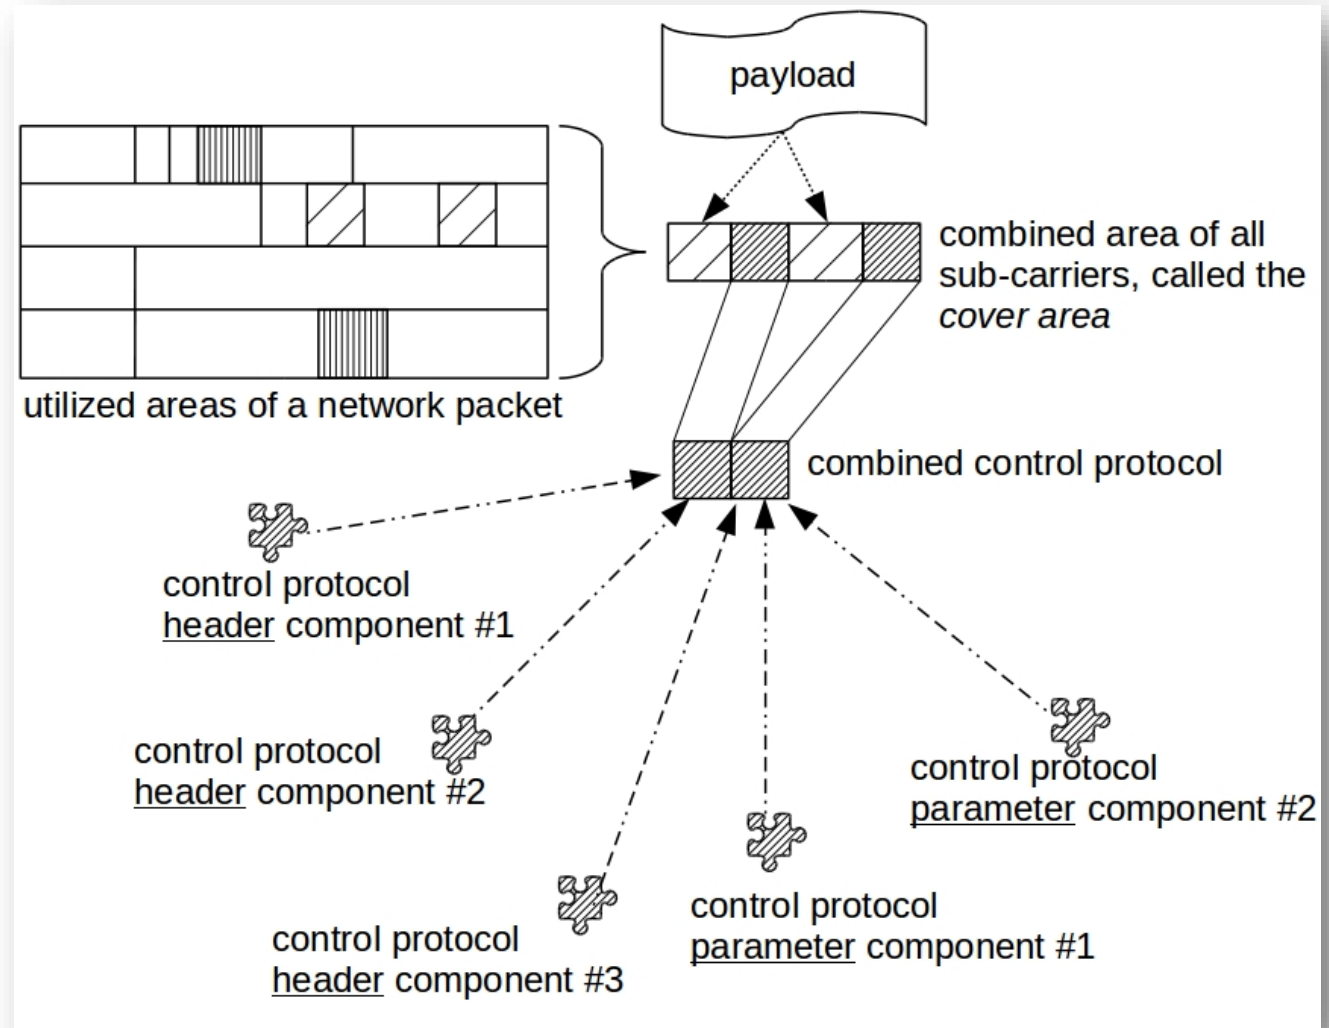 payload
combined area of all
sub-carriers, called the
cover area
utilized areas of a network packet
combined control protocol
control protocol
header component #1
control protocol
header component #2
control protocol
parameter component #2
control protocol
parameter component #1
control protocol
header component #3